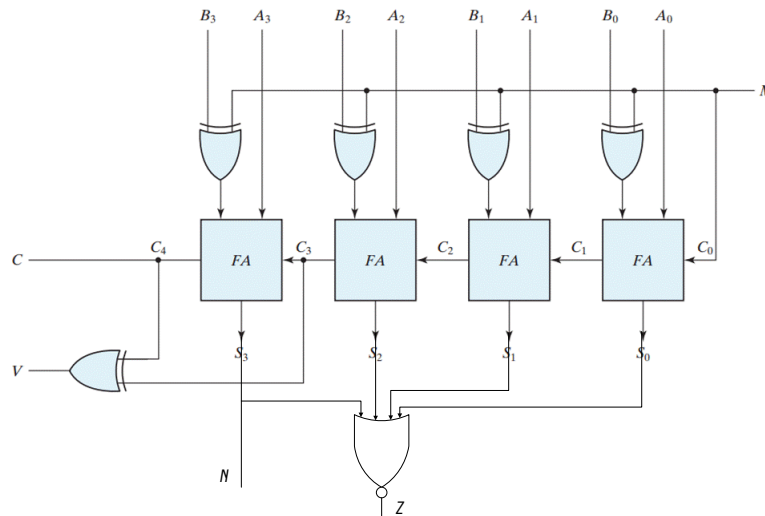 B₃ A₃ B₂ A₂ B₁ A₁ B₀ A₀
C C₄ FA C₃ FA C₂ FA C₁ FA C₀
V S₃ S₂ S₁ S₀
N
Z